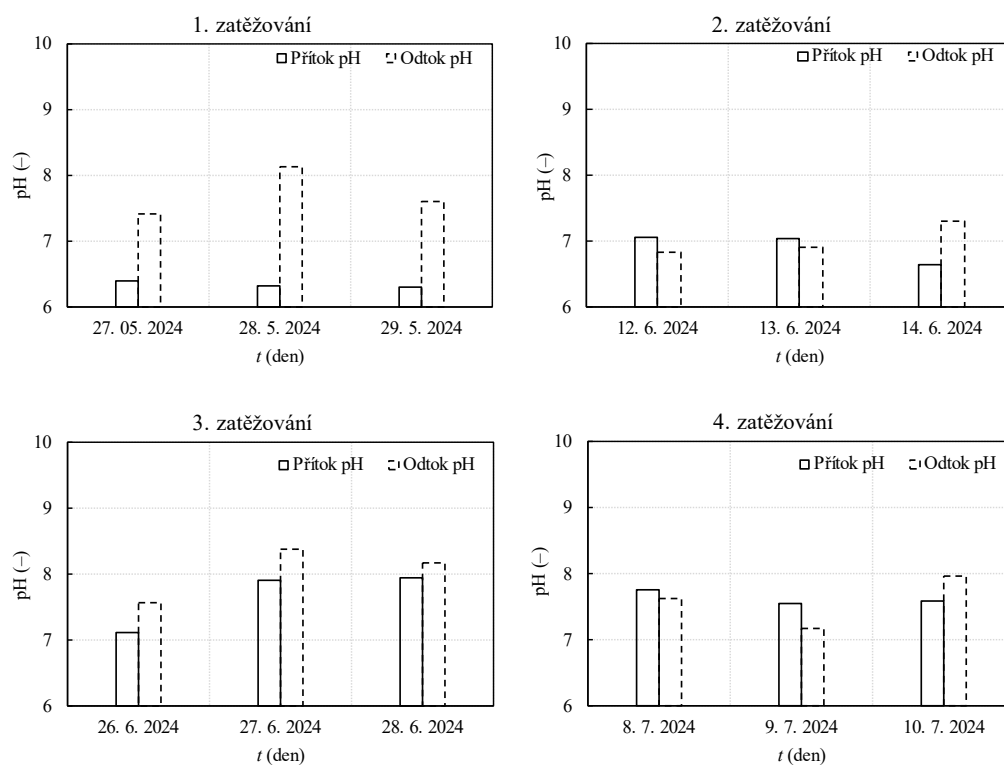 1. zatěžování
Přítok pH Odtok pH
10
9
8
7
6
pH (–)
27. 05. 2024 28. 5. 2024 29. 5. 2024
t (den)
2. zatěžování
Přítok pH Odtok pH
10
9
8
7
6
pH (–)
12. 6. 2024 13. 6. 2024 14. 6. 2024
t (den)
3. zatěžování
Přítok pH Odtok pH
10
9
8
7
6
pH (–)
26. 6. 2024 27. 6. 2024 28. 6. 2024
t (den)
4. zatěžování
Přítok pH Odtok pH
10
9
8
7
6
pH (–)
8. 7. 2024 9. 7. 2024 10. 7. 2024
t (den)